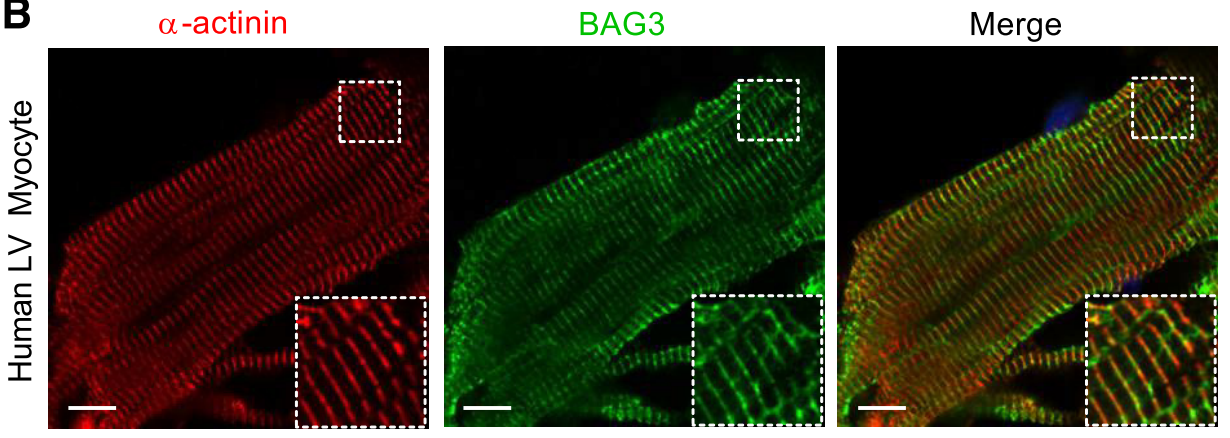 B
α-actinin
BAG3
Merge
Human LV Myocyte